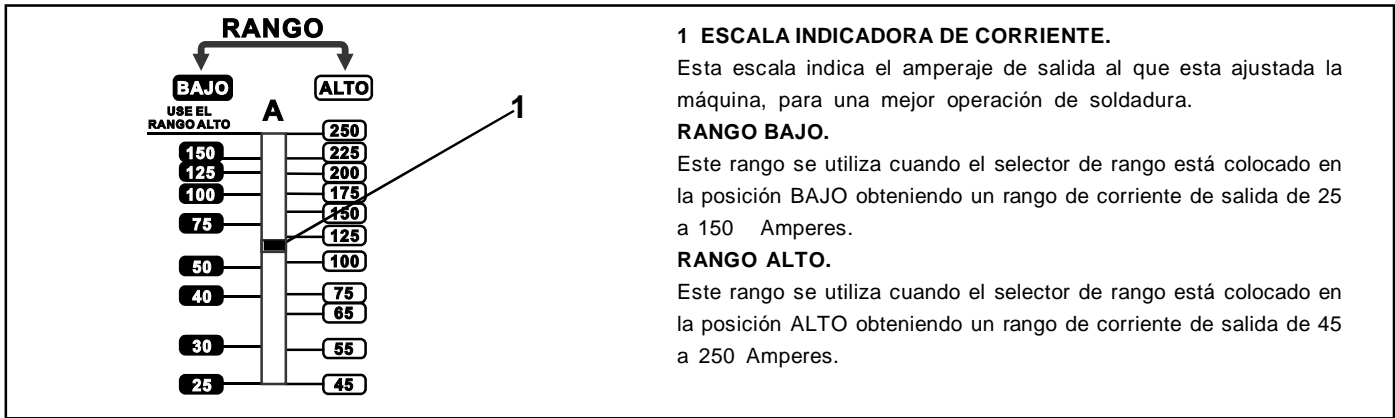 RANGO
BAJO
ALTO
USE EL
RANGO ALTO
A
1
250
150
225
125
200
100
175
150
75
125
50
100
40
75
65
30
55
25
45
1 ESCALA INDICADORA DE CORRIENTE.
Esta escala indica el amperaje de salida al que esta ajustada la
máquina, para una mejor operación de soldadura.
RANGO BAJO.
Este rango se utiliza cuando el selector de rango está colocado en
la posición BAJO obteniendo un rango de corriente de salida de 25
a 150 Amperes.
RANGO ALTO.
Este rango se utiliza cuando el selector de rango está colocado en
la posición ALTO obteniendo un rango de corriente de salida de 45
a 250 Amperes.